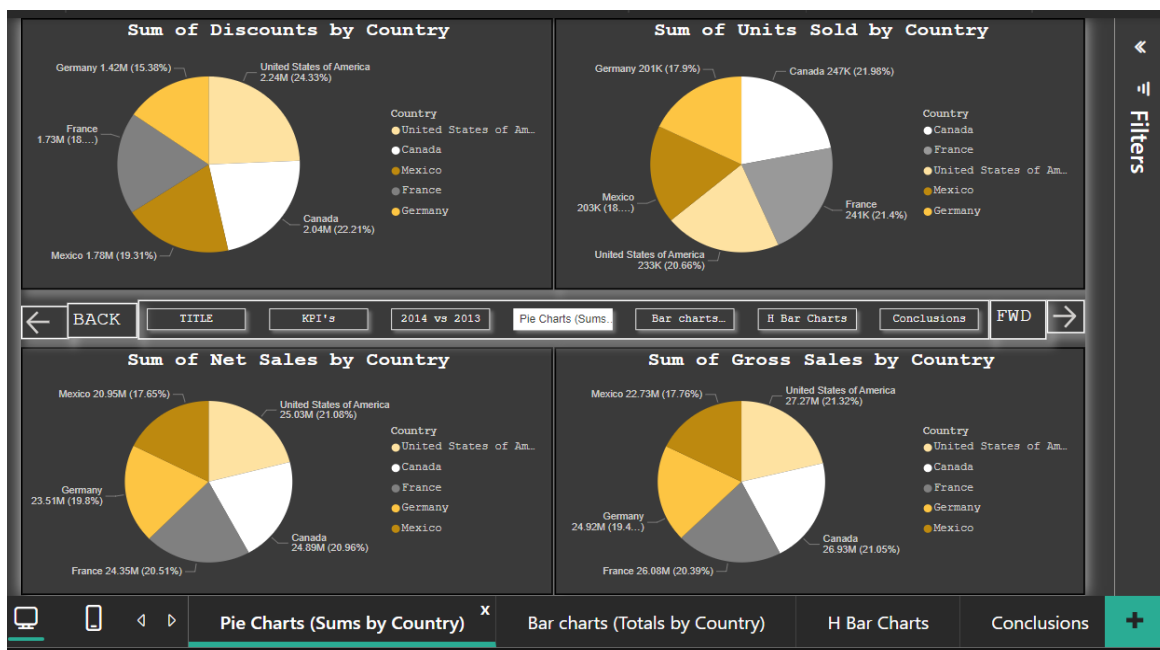 Sum of Discounts by Country
Germany 1.42M (15.38%)
United States of America
2.24M (24.33%)
France
1.73M (18....)
Canada
2.04M (22.21%)
Mexico 1.78M (19.31%)
Country
United States of Am…
Canada
Mexico
France
Germany
Sum of Units Sold by Country
Germany 201K (17.9%)
Canada 247K (21.98%)
Mexico
203K (18....)
France
241K (21.4%)
United States of America
233K (20.66%)
Country
Canada
France
United States of Am…
Mexico
Germany
« Filters
BACK
TITLE
KPI's
2014 vs 2013
Pie Charts (Sums…
Bar charts…
H Bar Charts
Conclusions
FWD
Sum of Net Sales by Country
Mexico 20.95M (17.65%)
United States of America
25.03M (21.08%)
Germany
23.51M (19.8%)
Canada
24.89M (20.96%)
France 24.35M (20.51%)
Country
United States of Am…
Canada
France
Germany
Mexico
Sum of Gross Sales by Country
Mexico 22.73M (17.76%)
United States of America
27.27M (21.32%)
Germany
24.92M (19.4...)
Canada
26.93M (21.05%)
France 26.08M (20.39%)
Country
United States of Am…
Canada
France
Germany
Mexico
Pie Charts (Sums by Country) x
Bar charts (Totals by Country)
H Bar Charts
Conclusions
+